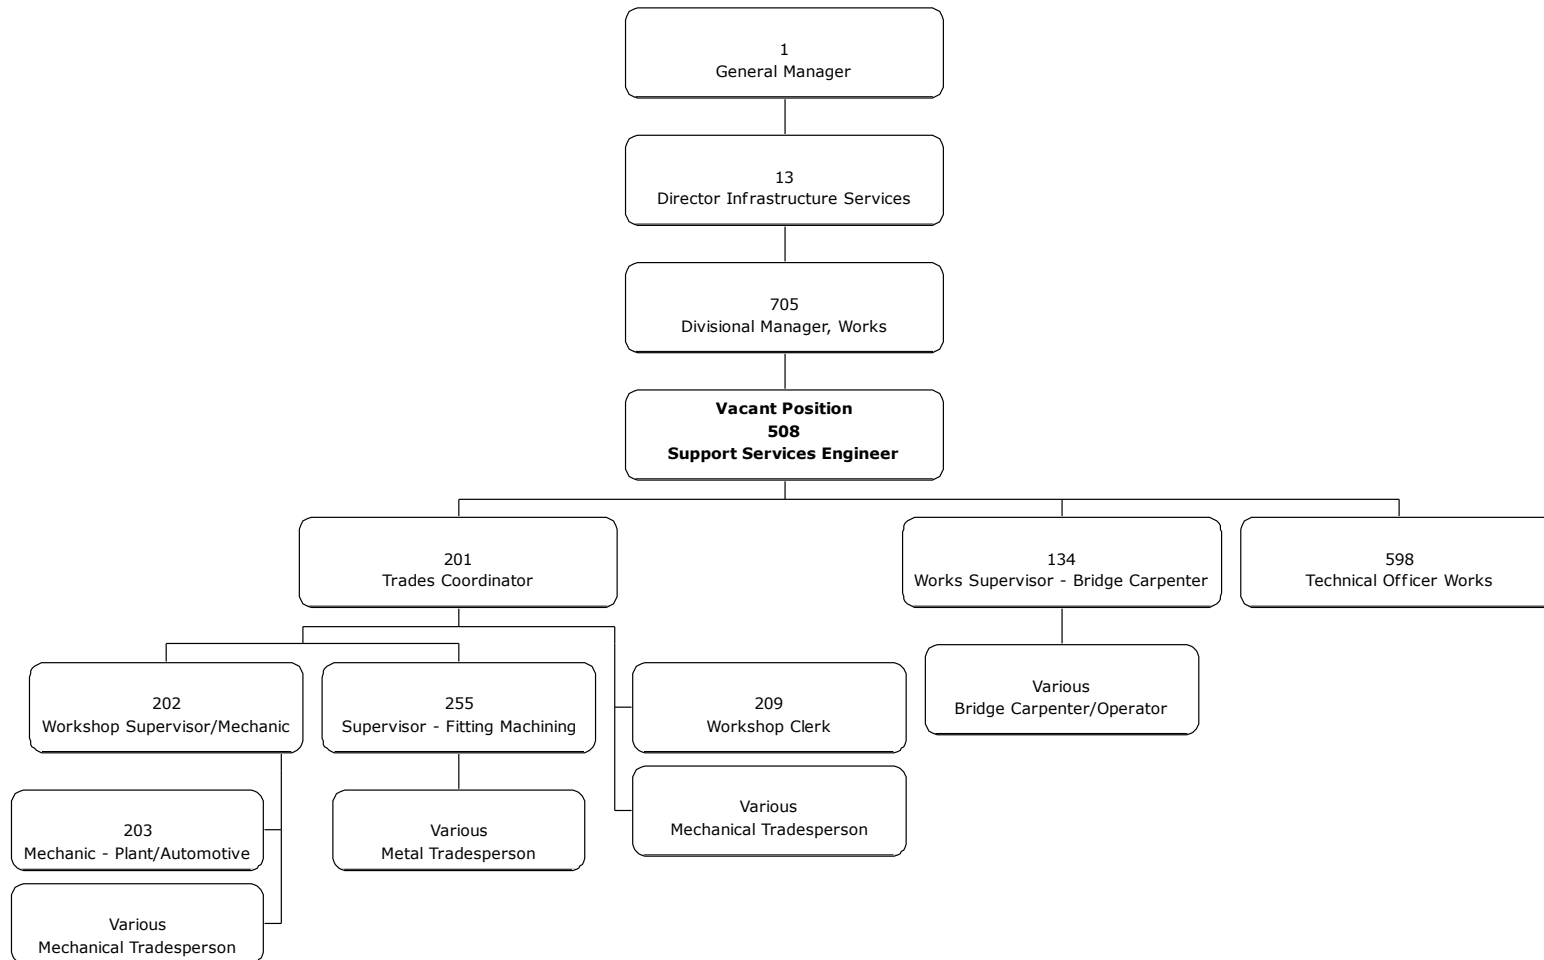 1
General Manager
13
Director Infrastructure Services
705
Divisional Manager, Works
Vacant Position
508
Support Services Engineer
201
Trades Coordinator
134
Works Supervisor - Bridge Carpenter
598
Technical Officer Works
202
Workshop Supervisor/Mechanic
255
Supervisor - Fitting Machining
209
Workshop Clerk
Various
Bridge Carpenter/Operator
203
Mechanic - Plant/Automotive
Various
Metal Tradesperson
Various
Mechanical Tradesperson
Various
Mechanical Tradesperson